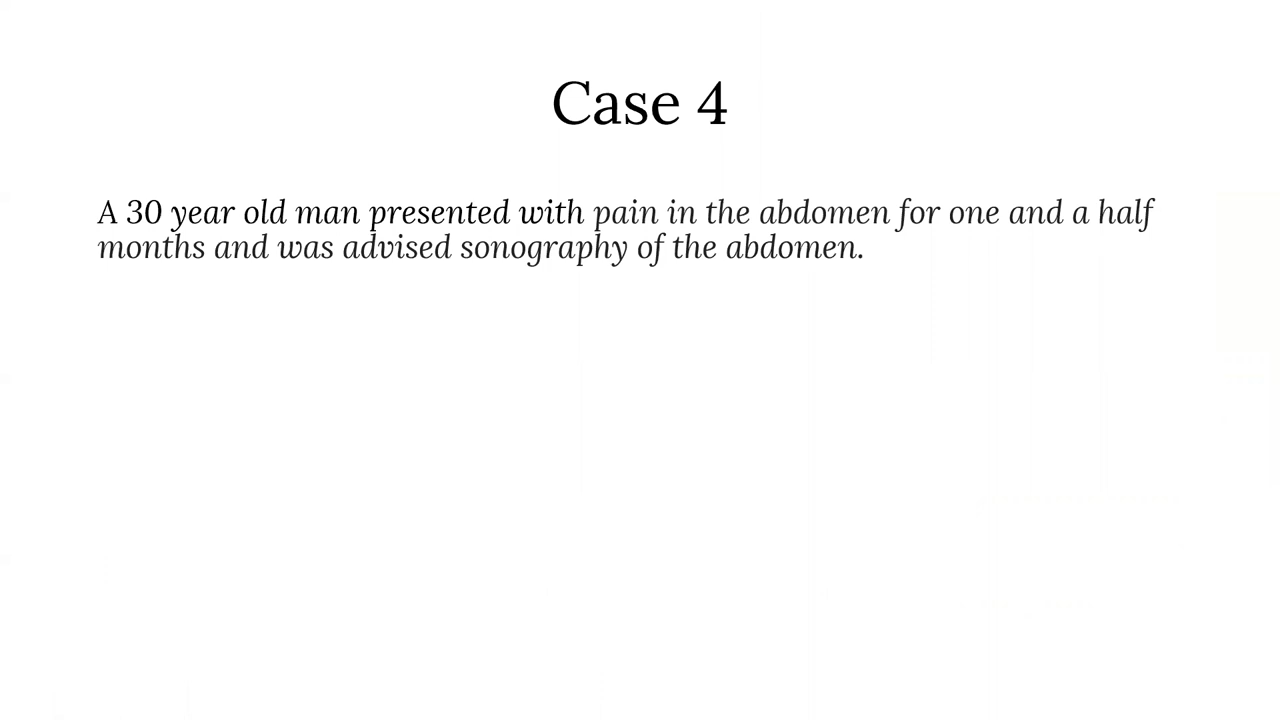 Case 4
A 30 year old man presented with pain in the abdomen for one and a half
months and was advised sonography of the abdomen.